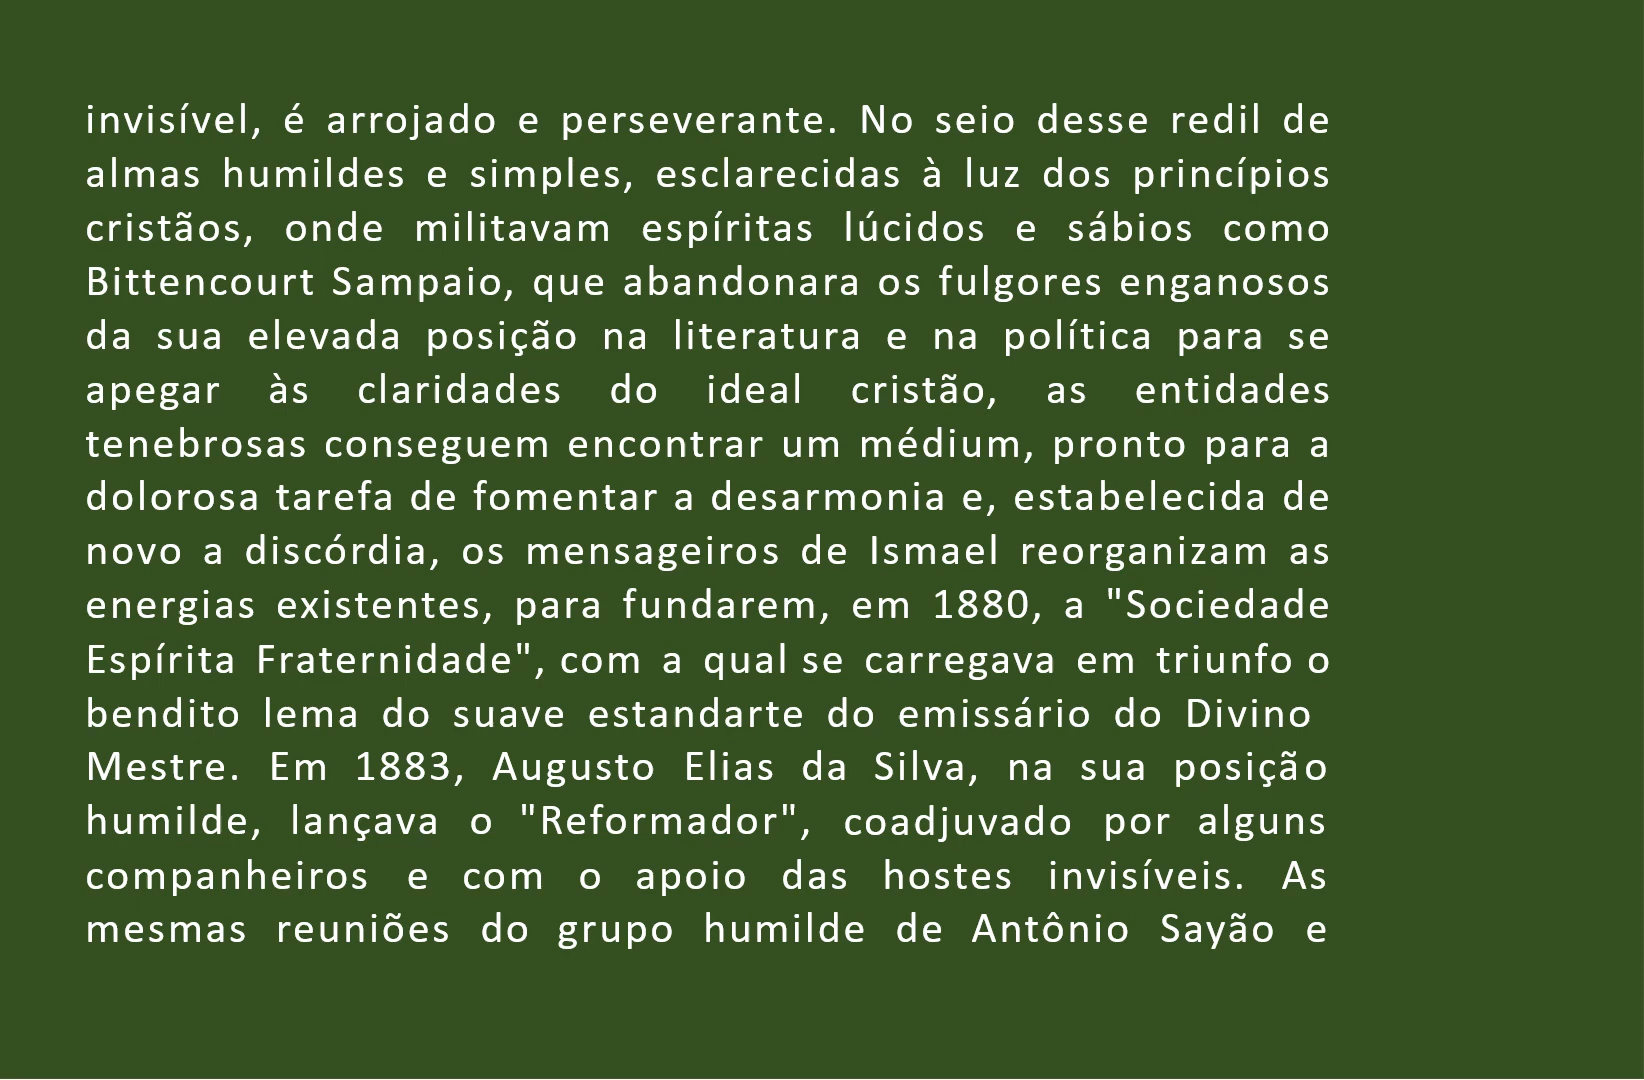 invisível, é arrojado e perseverante. No seio desse redil de
almas humildes e simples, esclarecidas à luz dos princípios
cristãos, onde militavam espíritas lúcidos e sábios como
Bittencourt Sampaio, que abandonara os fulgores enganosos
da sua elevada posição na literatura e na política para se
apegar às claridades do ideal cristão, as entidades
tenebrosas conseguem encontrar um médium, pronto para a
dolorosa tarefa de fomentar a desarmonia e, estabelecida de
novo a discórdia, os mensageiros de Ismael reorganizam as
energias existentes, para fundarem, em 1880, a "Sociedade
Espírita Fraternidade", com a qual se carregava em triunfo o
bendito lema do suave estandarte do emissário do Divino
Mestre. Em 1883, Augusto Elias da Silva, na sua posição
humilde, lançava o "Reformador", coadjuvado por alguns
companheiros e com o apoio das hostes invisíveis. As
mesmas reuniões do grupo humilde de Antônio Sayão e